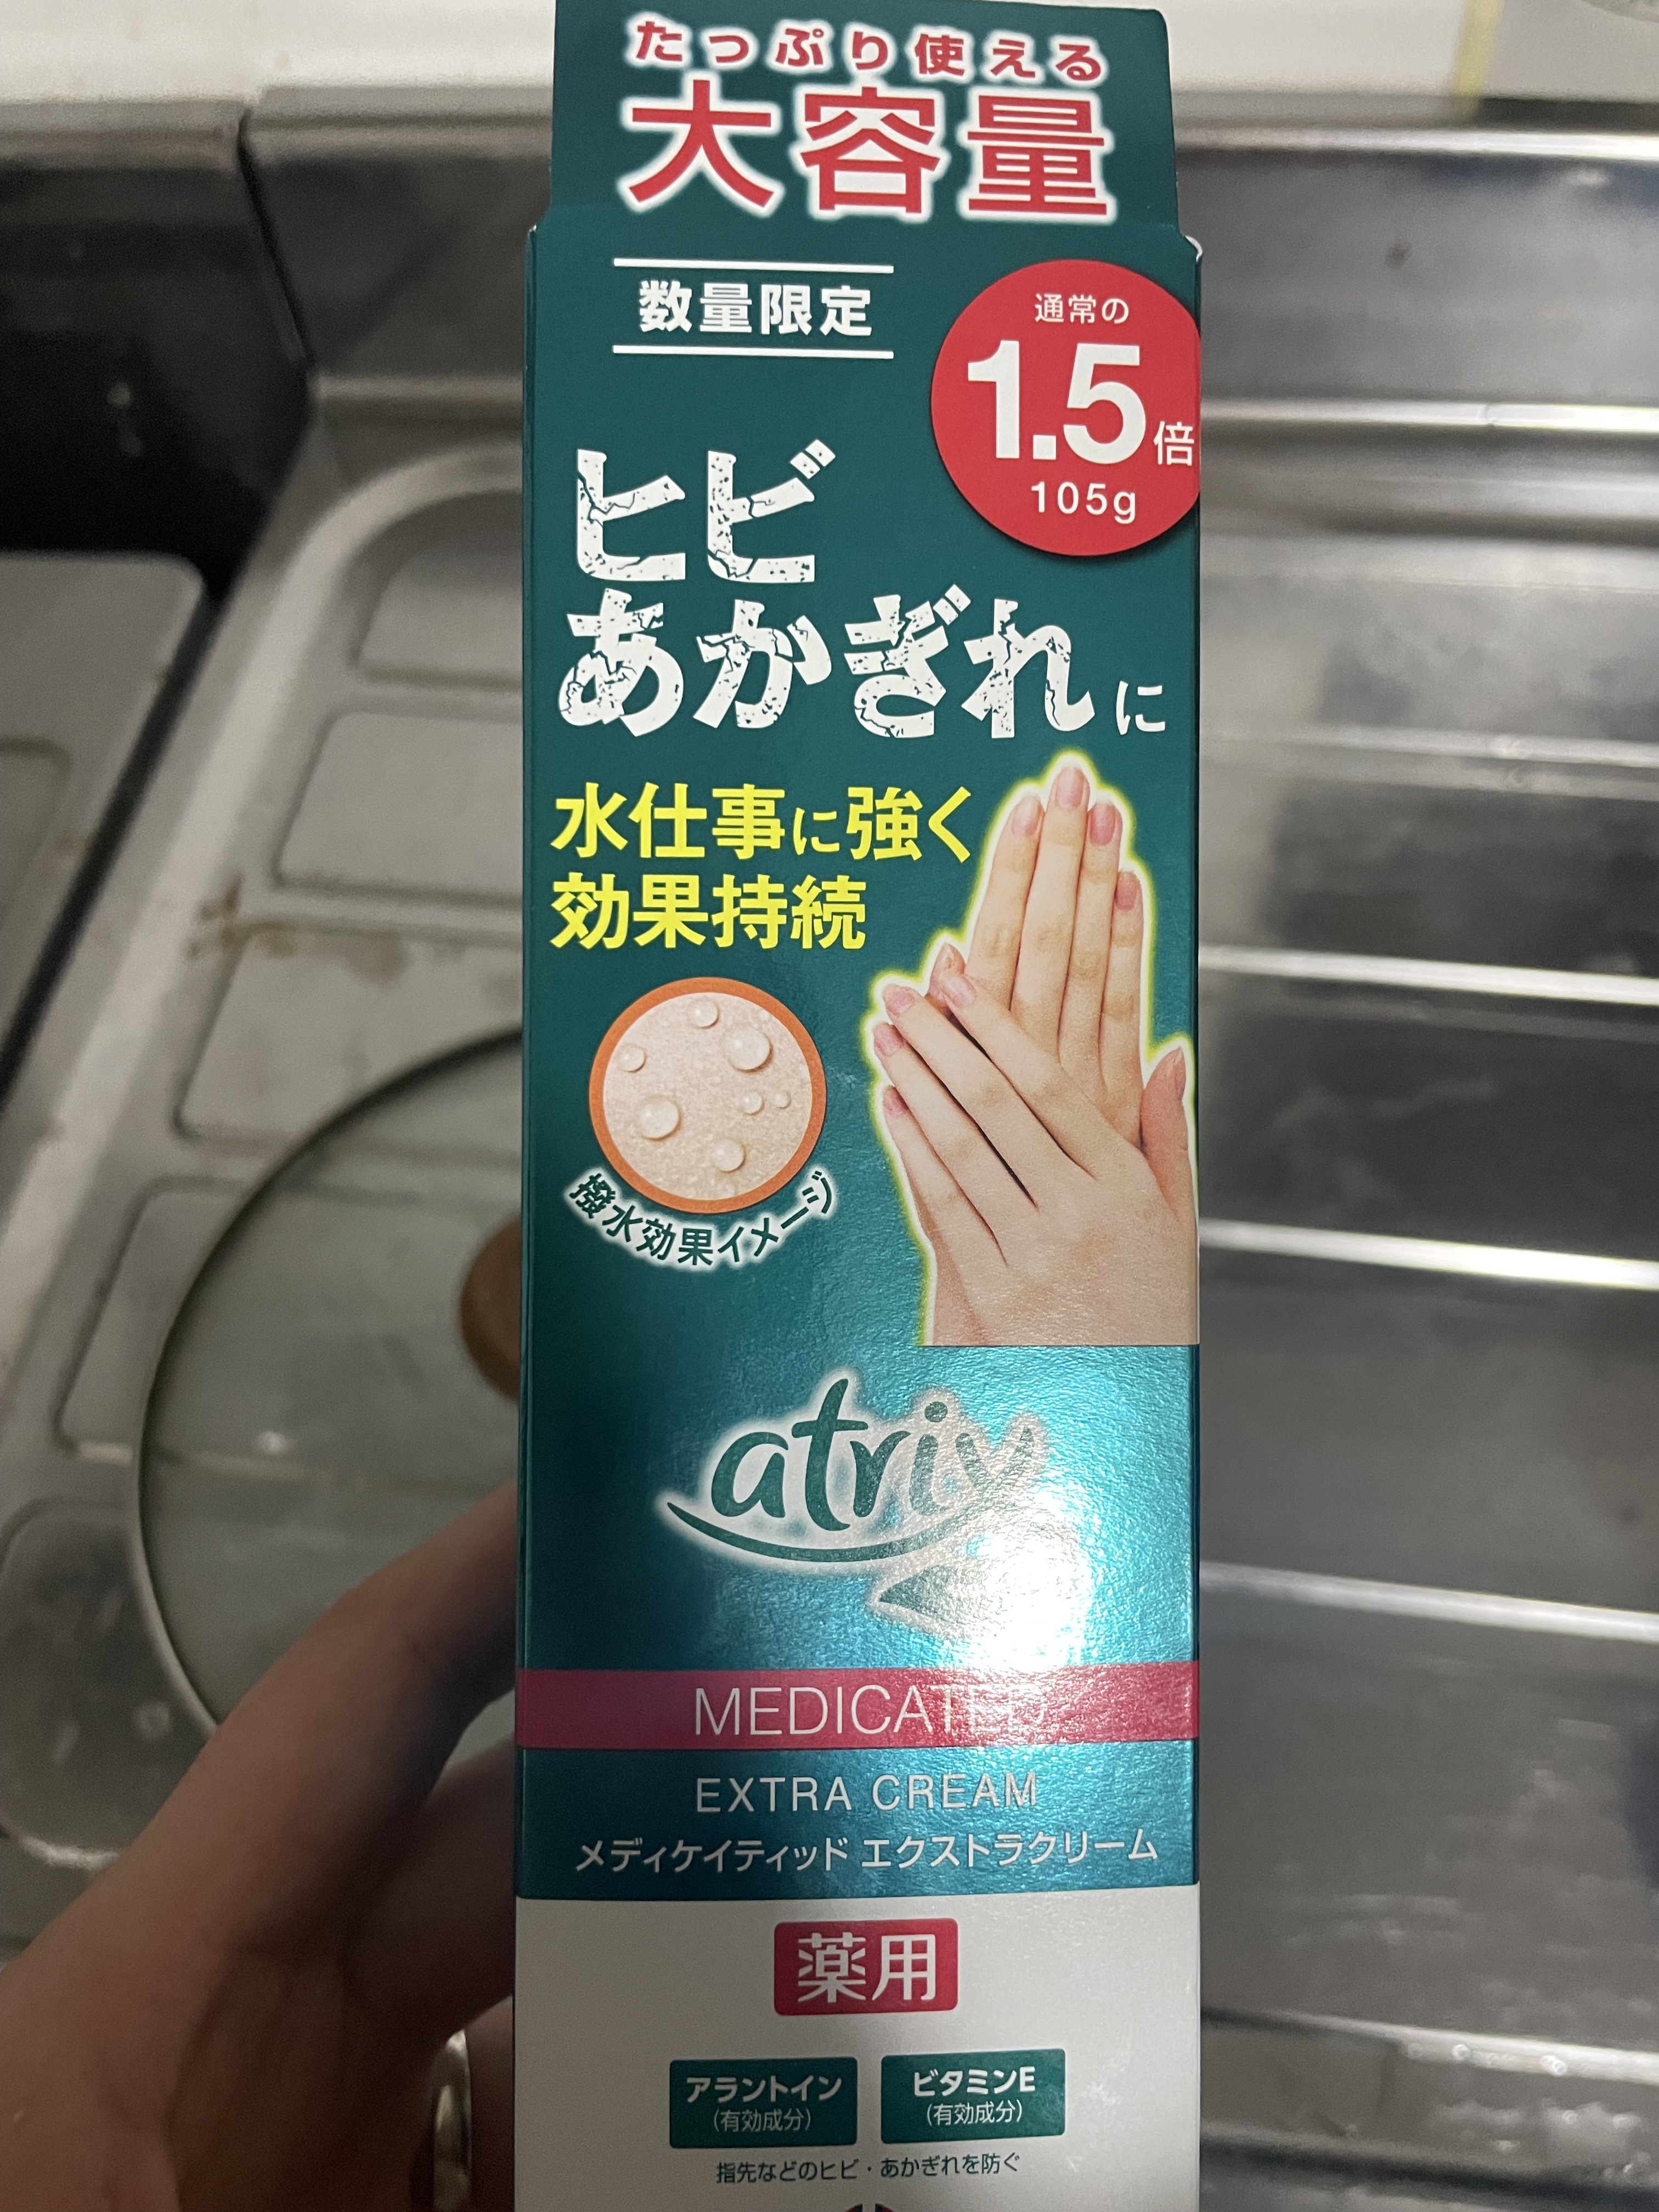 たっぷり使える
大容量
数量限定
通常の
1.5倍
105g
ヒビ
あかぎれに
水仕事に強く
効果持続
撥水効果イメージ
atrix
MEDICATED
EXTRA CREAM
メディケイティッド エクストラクリーム
薬用
アラントイン
(有効成分)
ビタミンE
(有効成分)
指先などのヒビ・あかぎれを防ぐ